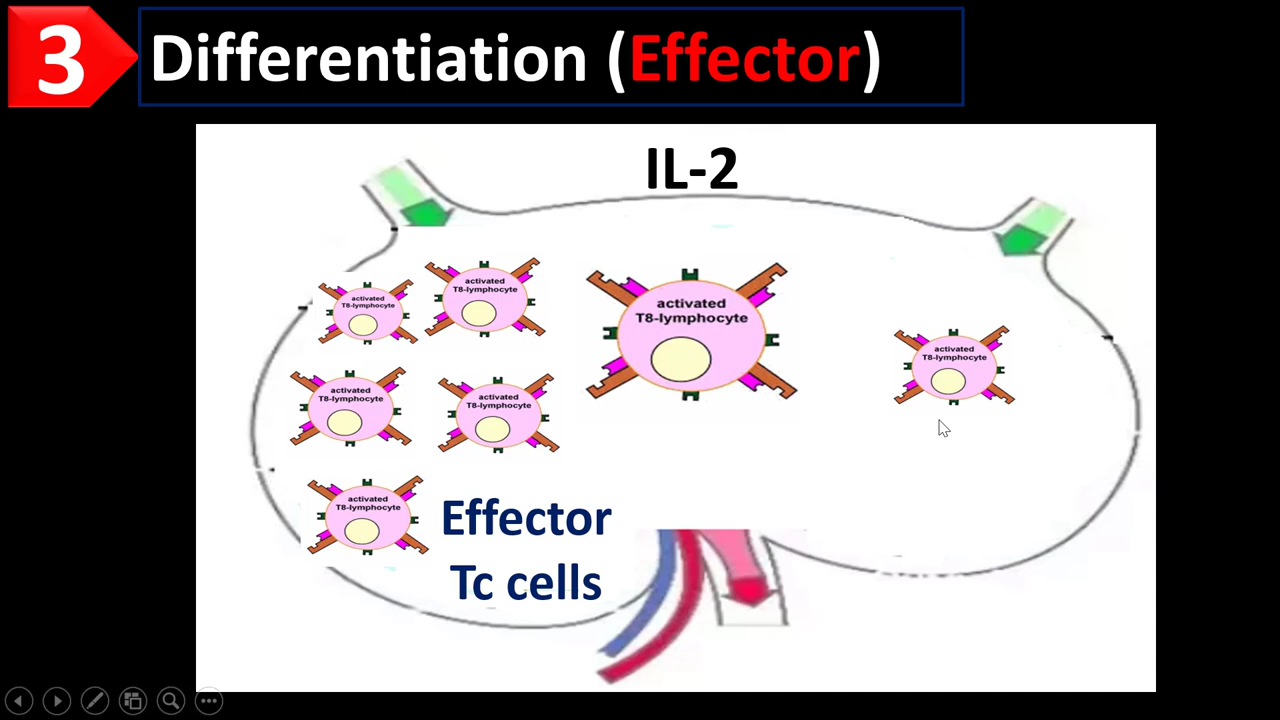 3
Differentiation (Effector)
IL-2
activated
T8-lymphocyte
activated
T8-lymphocyte
activated
T8-lymphocyte
activated
T8-lymphocyte
activated
T8-lymphocyte
activated
T8-lymphocyte
activated
T8-lymphocyte
Effector
Tc cells